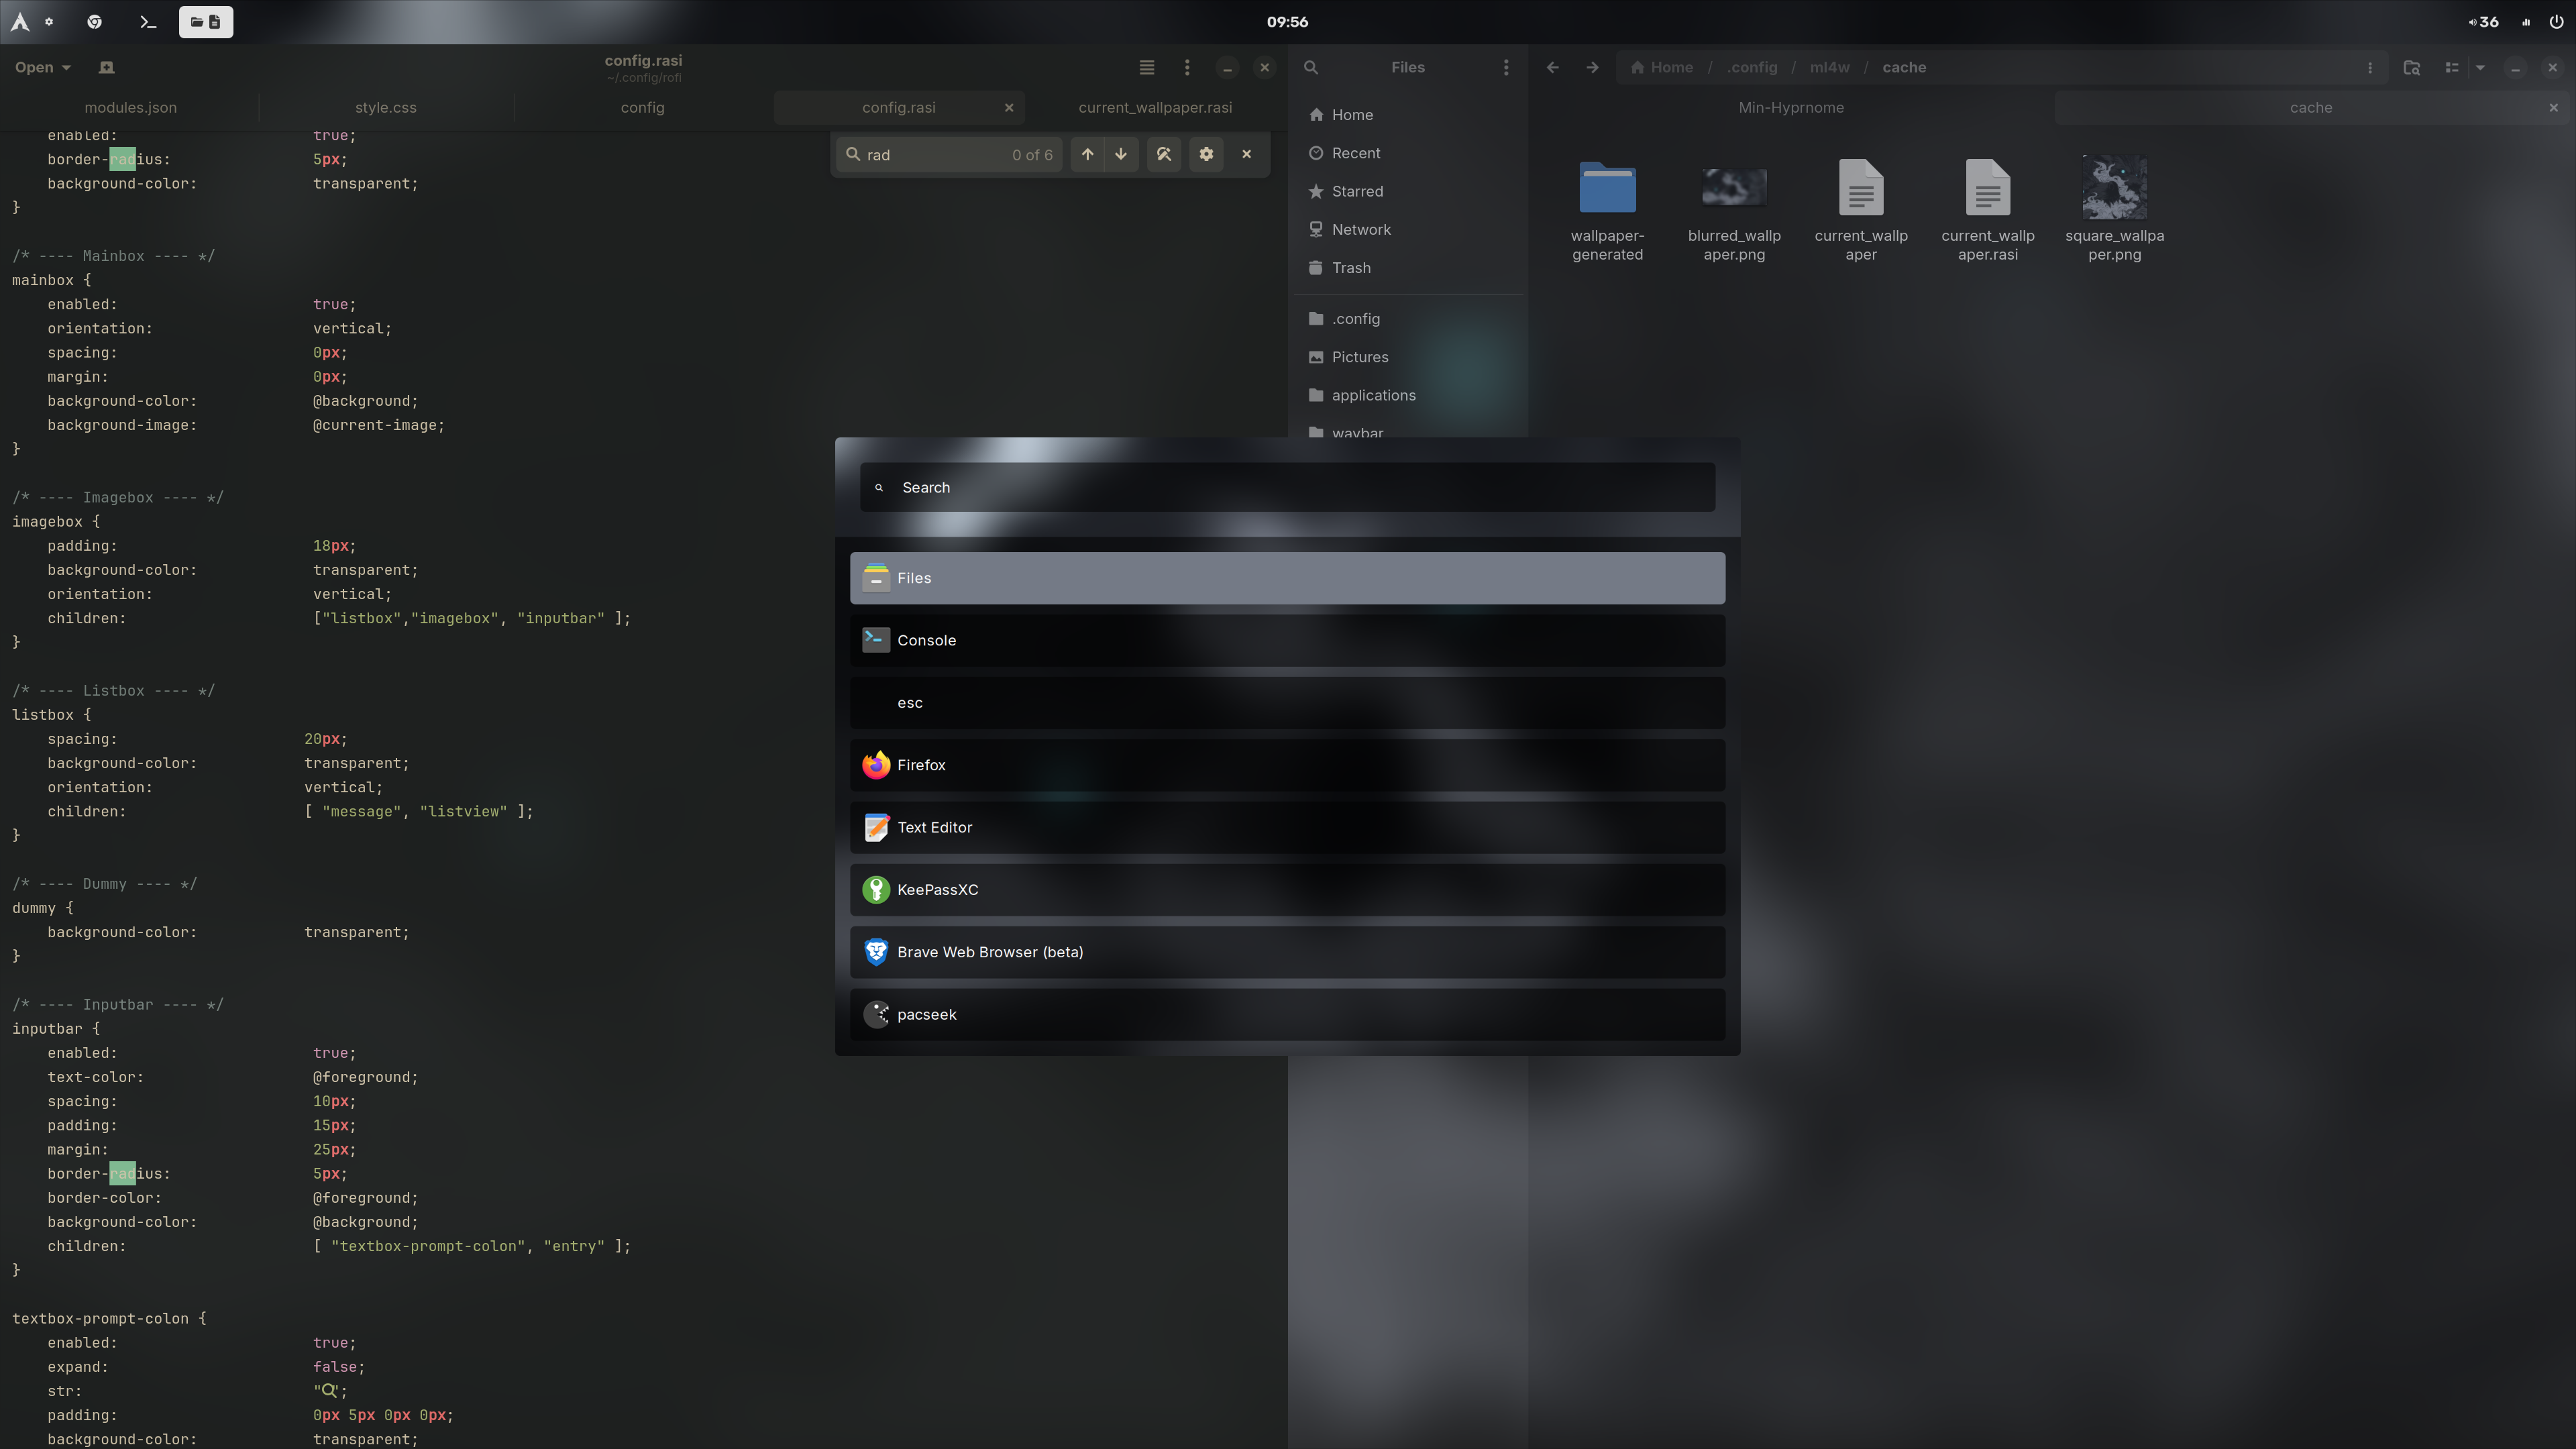 09:56
36
Open
config.rasi
~/.config/rofi
modules.json
style.css
config
config.rasi
current_wallpaper.rasi
rad
0 of 6
    enabled:                      true;
    border-radius:                5px;
    background-color:             transparent;
}
/* ---- Mainbox ---- */
mainbox {
    enabled:                      true;
    orientation:                  vertical;
    spacing:                      0px;
    margin:                       0px;
    background-color:             @background;
    background-image:             @current-image;
}
/* ---- Imagebox ---- */
imagebox {
    padding:                      18px;
    background-color:             transparent;
    orientation:                  vertical;
    children:                     ["listbox","imagebox", "inputbar" ];
}
/* ---- Listbox ---- */
listbox {
    spacing:                     20px;
    background-color:            transparent;
    orientation:                 vertical;
    children:                    [ "message", "listview" ];
}
/* ---- Dummy ---- */
dummy {
    background-color:            transparent;
}
/* ---- Inputbar ---- */
inputbar {
    enabled:                      true;
    text-color:                   @foreground;
    spacing:                      10px;
    padding:                      15px;
    margin:                       25px;
    border-radius:                5px;
    border-color:                 @foreground;
    background-color:             @background;
    children:                     [ "textbox-prompt-colon", "entry" ];
}
textbox-prompt-colon {
    enabled:                      true;
    expand:                       false;
    str:                          "";
    padding:                      0px 5px 0px 0px;
    background-color:             transparent;
Files
Home
Recent
Starred
Network
Trash
.config
Pictures
applications
waybar
Home / .config / ml4w / cache
Min-Hyprnome
cache
wallpaper-
generated
blurred_wallp
aper.png
current_wallp
aper
current_wallp
aper.rasi
square_wallpa
per.png
Search
Files
Console
esc
Firefox
Text Editor
KeePassXC
Brave Web Browser (beta)
pacseek